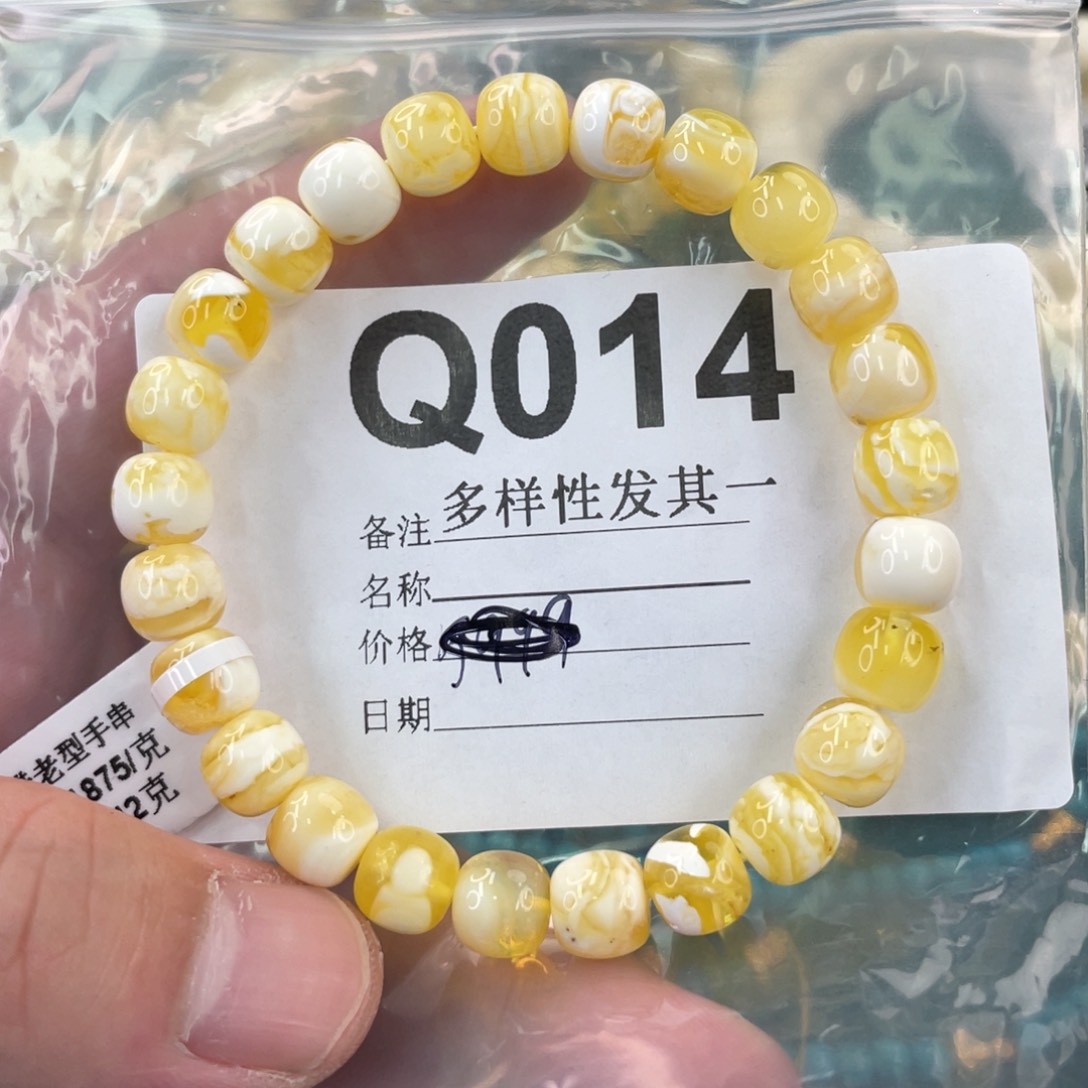 Q014
备注 多样性发其一
名称
价格
日期
老型手串
875/克
2克